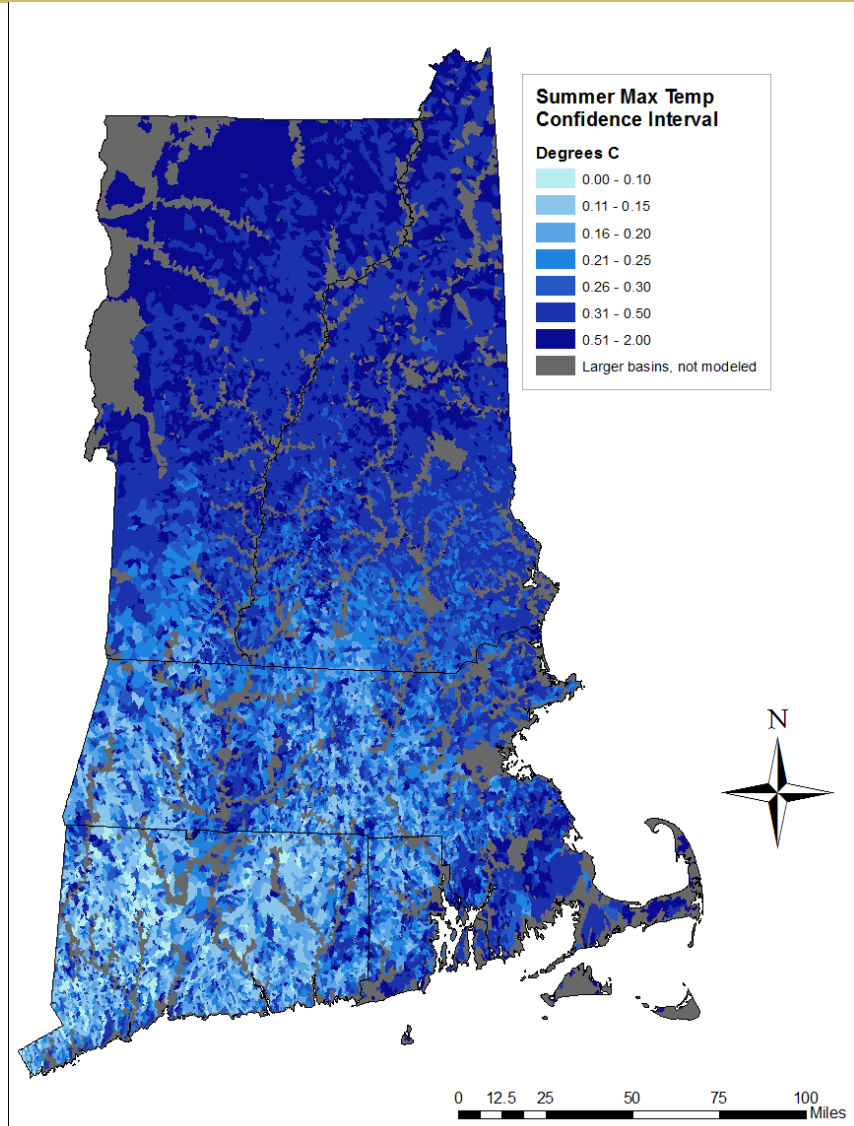 Summer Max Temp
Confidence Interval
Degrees C
0.00 - 0.10
0.11 - 0.15
0.16 - 0.20
0.21 - 0.25
0.26 - 0.30
0.31 - 0.50
0.51 - 2.00
Larger basins, not modeled
N
0 12.5 25 50 75 100
Miles